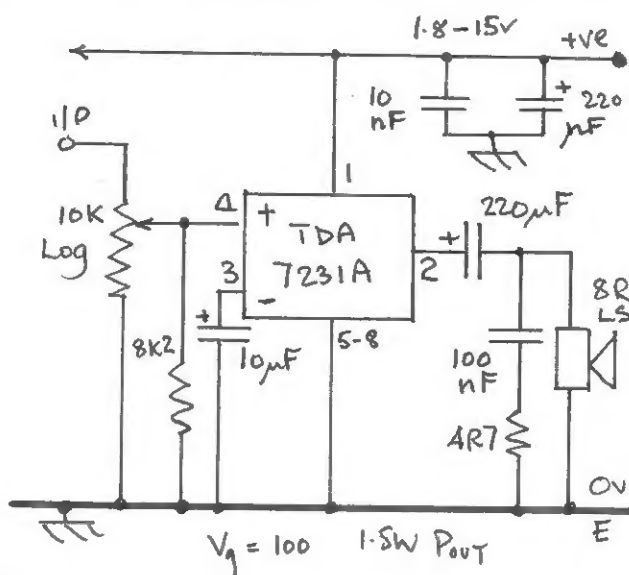 1.8-15v
+ve
10 nF
+ 220 µF
I/P
1
10K Log
4
+
TDA 7231A
3
-
2
220µF
+
8R LS
+
10µF
8K2
5-8
100 nF
4R7
0v
E
Vg = 100 1.5W POUT